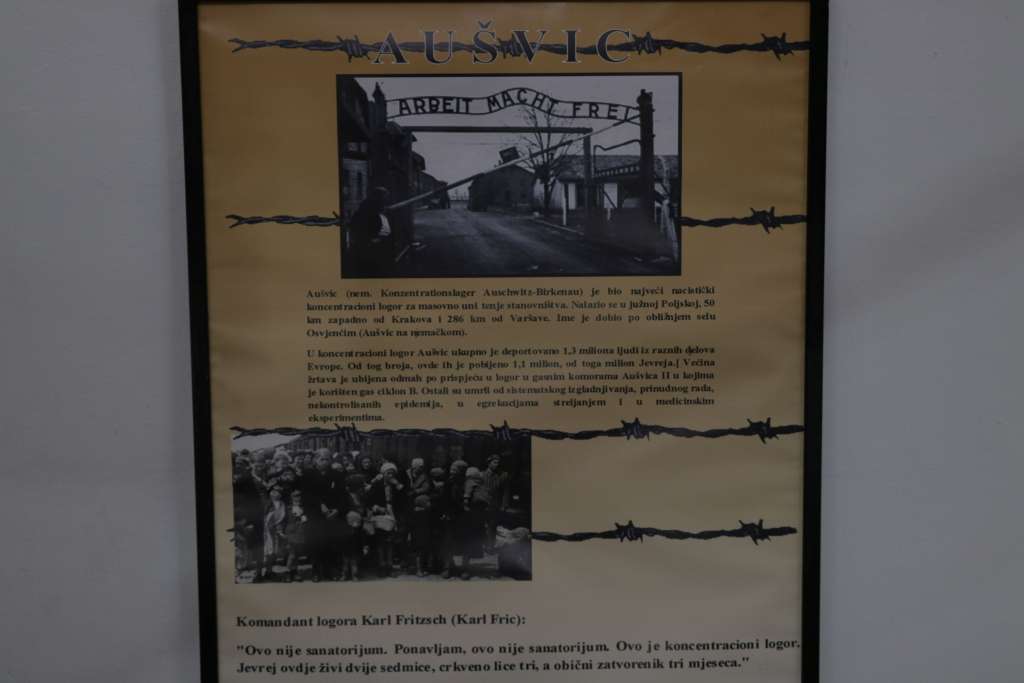 AUŠVIC
ARBEIT MACHT FREI
Aušvic (nem. Konzentrationslager Auschwitz-Birkenau) je bio najveći nacistički
koncentracioni logor za masovno uni tenje stanovništva. Nalazio se u južnoj Poljskoj, 50
km zapadno od Krakova i 286 km od Varšave. Ime je dobio po obližnjem selu
Osvjenćim (Aušvic na njemačkom).
U koncentracioni logor Aušvic ukupno je deportovano 1,3 miliona ljudi iz raznih djelova
Evrope. Od tog broja, ovde ih je pobijeno 1,1 milion, od toga milion Jevreja.[ Većina
žrtava je ubijena odmah po prispjeću u logor u gasnim komorama Aušvica II u kojima
je korišten gas ciklon B. Ostali su umrli od sistematskog izgladnjivanja, prinudnog rada,
nekontrolisanih epidemija, u egzekucijama streljanjem i u medicinskim
eksperimentima.
Komandant logora Karl Fritzsch (Karl Fric):
"Ovo nije sanatorijum. Ponavljam, ovo nije sanatorijum. Ovo je koncentracioni logor.
Jevrej ovdje živi dvije sedmice, crkveno lice tri, a obični zatvorenik tri mjeseca."